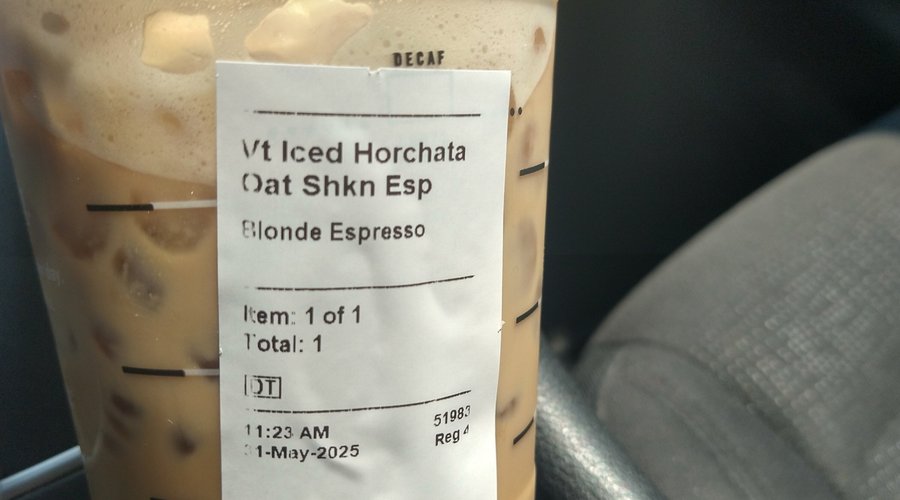 DECAF
Vt Iced Horchata
Oat Shkn Esp
Blonde Espresso
Item: 1 of 1
Total: 1
OT
11:23 AM 51983
31-May-2025 Reg 4